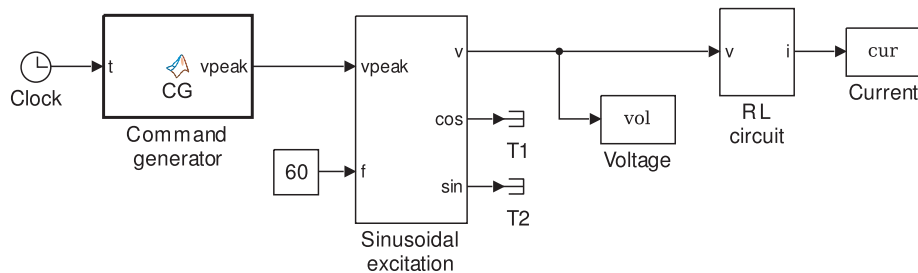 t
vpeak
CG
Clock
Command
generator
60
vpeak
f
v
cos
sin
Sinusoidal
excitation
T1
T2
vol
Voltage
v
i
RL
circuit
cur
Current